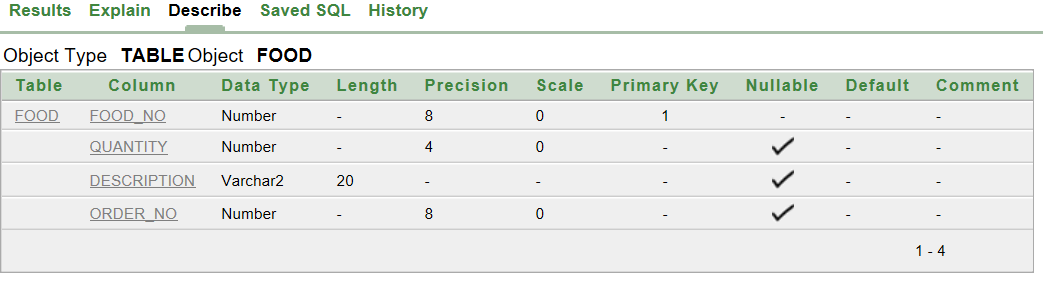 Results Explain Describe Saved SQL History
Object Type TABLE Object FOOD
Table Column Data Type Length Precision Scale Primary Key Nullable Default Comment
FOOD FOOD_NO Number - 8 0 1 - - -
QUANTITY Number - 4 0 - ✓ - -
DESCRIPTION Varchar2 20 - - - ✓ - -
ORDER_NO Number - 8 0 - ✓ - -
1 - 4